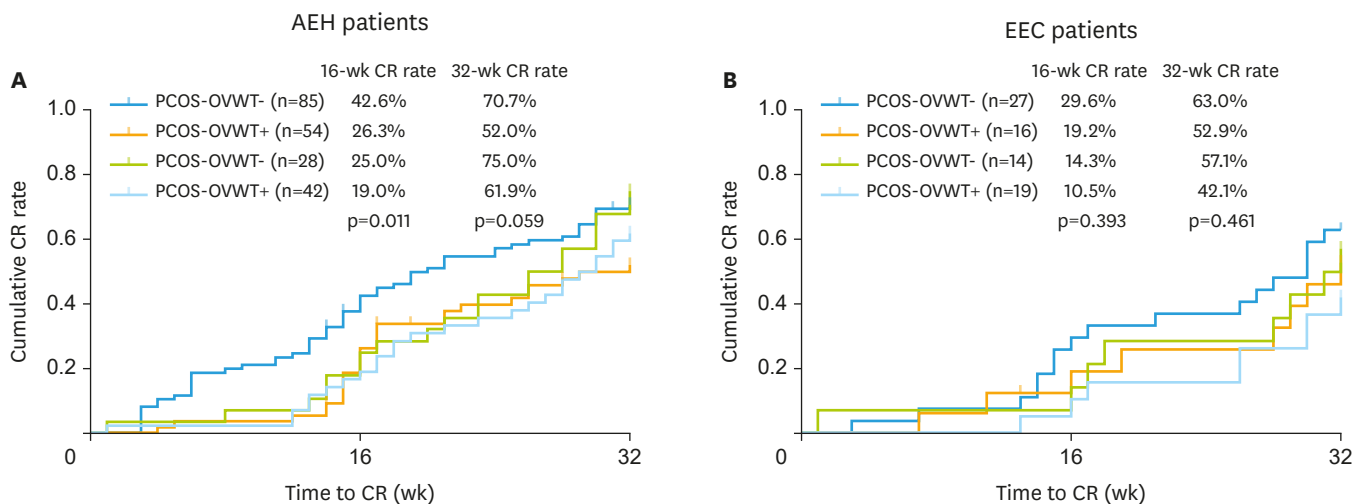 AEH patients
A
16-wk CR rate 32-wk CR rate
PCOS-OVWT- (n=85) 42.6% 70.7%
PCOS-OVWT+ (n=54) 26.3% 52.0%
PCOS-OVWT- (n=28) 25.0% 75.0%
PCOS-OVWT+ (n=42) 19.0% 61.9%
p=0.011 p=0.059
Cumulative CR rate
1.0
0.8
0.6
0.4
0.2
0 16 32
Time to CR (wk)
EEC patients
B
16-wk CR rate 32-wk CR rate
PCOS-OVWT- (n=27) 29.6% 63.0%
PCOS-OVWT+ (n=16) 19.2% 52.9%
PCOS-OVWT- (n=14) 14.3% 57.1%
PCOS-OVWT+ (n=19) 10.5% 42.1%
p=0.393 p=0.461
Cumulative CR rate
1.0
0.8
0.6
0.4
0.2
0 16 32
Time to CR (wk)